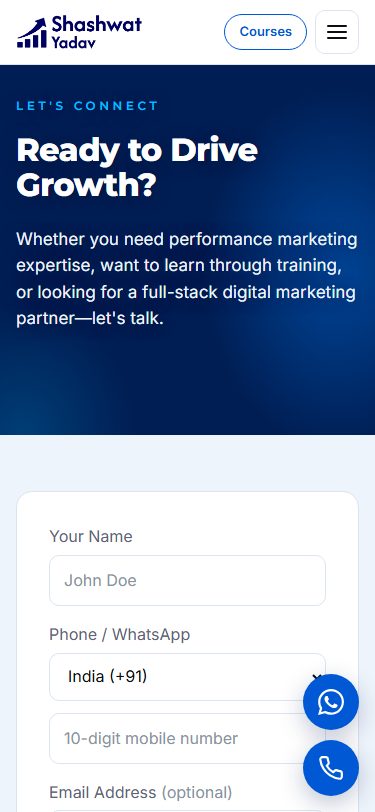 Shashwat
Yadav
Courses
LET'S CONNECT
Ready to Drive
Growth?
Whether you need performance marketing
expertise, want to learn through training,
or looking for a full-stack digital marketing
partner—let's talk.
Your Name
John Doe
Phone / WhatsApp
India (+91)
10-digit mobile number
Email Address (optional)